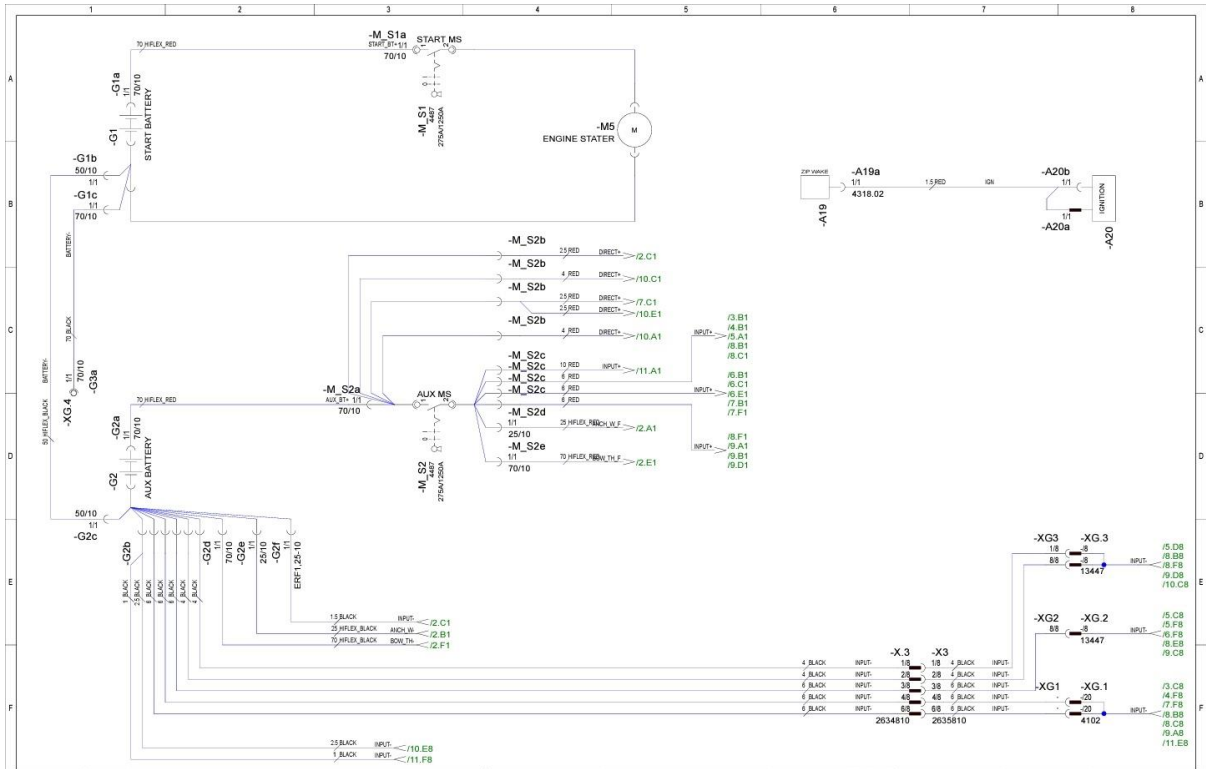 1 2 3 4 5 6 7 8
A
B
C
D
E
F
A
B
C
D
E
F
70_HIFLEX_RED
-M_S1a
START_BT+ 1/1
70/10
START MS
1 2
0 1
-M_S1
4487
275A/1250A
-G1a
1/1
70/10
-G1
START BATTERY
-M5
ENGINE STATER
M
-G1b
50/10
1/1
-G1c
1/1
70/10
BATTERY-
BATTERY-
70_BLACK
50_HIFLEX_BLACK
1/1
70/10
-G3a
-XG.4
ZIP WAKE
-A19a
1/1
4318.02
-A19
1.5_RED
IGN
-A20b
1/1
1/1
-A20a
IGNITION
-A20
-M_S2b
2.5_RED DIRECT+ /2.C1
-M_S2b
4_RED DIRECT+ /10.C1
-M_S2b
2.5_RED DIRECT+ /7.C1
2.5_RED DIRECT+ /10.E1
-M_S2b
4_RED DIRECT+ /10.A1
-M_S2c
10_RED INPUT+ /11.A1
-M_S2c
6_RED
-M_S2c
6_RED
6_RED
INPUT+
/3.B1
/4.B1
/5.A1
/8.B1
/8.C1
INPUT+
/6.B1
/6.C1
/6.E1
/7.B1
/7.F1
INPUT+
/8.F1
/9.A1
/9.B1
/9.D1
-M_S2d
1/1
25/10
25_HIFLEX_RED ANCH_W_F /2.A1
-M_S2e
1/1
70/10
70_HIFLEX_RED BOW_TH_F /2.E1
70_HIFLEX_RED
-M_S2a
AUX_BT+ 1/1
70/10
AUX MS
1 2
0 1
-M_S2
4487
275A/1250A
-G2a
1/1
70/10
-G2
AUX BATTERY
50/10
1/1
-G2c
-G2b
-G2d
1/1
70/10
-G2e
1/1
25/10
-G2f
1/1
ERF1,25-10
1_BLACK
2.5_BLACK
6_BLACK
6_BLACK
6_BLACK
4_BLACK
4_BLACK
1.5_BLACK INPUT- /2.C1
25_HIFLEX_BLACK ANCH_W- /2.B1
70_HIFLEX_BLACK BOW_TH- /2.F1
-X.3 -X3
4_BLACK INPUT- 1/8 1/8 4_BLACK INPUT-
4_BLACK INPUT- 2/8 2/8 4_BLACK INPUT-
6_BLACK INPUT- 3/8 3/8 6_BLACK INPUT-
6_BLACK INPUT- 4/8 4/8 6_BLACK INPUT-
6_BLACK INPUT- 6/8 6/8 6_BLACK INPUT-
2634810 2635810
-XG3 -XG.3
1/8 -/8
8/8 -/8
13447
INPUT-
/5.D8
/8.B8
/8.F8
/9.D8
/10.C8
-XG2 -XG.2
8/8 -/8
13447
INPUT-
/5.C8
/5.F8
/6.F8
/8.E8
/9.C8
-XG1 -XG.1
- -/20
- -/20
4102
INPUT-
/3.C8
/4.F8
/7.F8
/8.B8
/8.C8
/9.A8
/11.E8
2.5_BLACK INPUT- /10.E8
1_BLACK INPUT- /11.F8